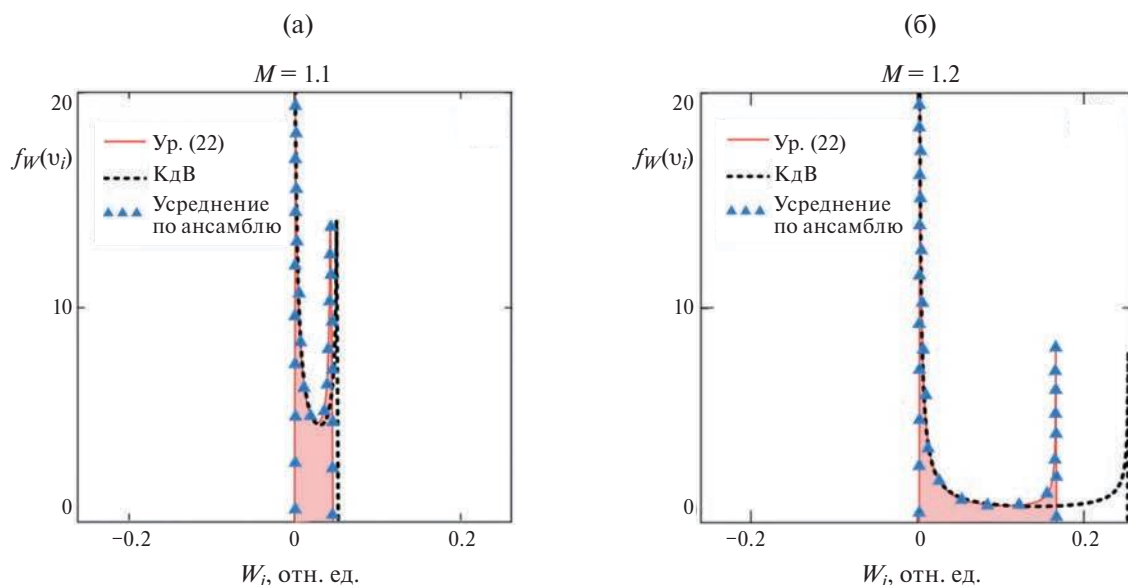 (а)
M = 1.1
20
f_W(υ_i)
10
0
Ур. (22)
КдВ
Усреднение
по ансамблю
−0.2
0
0.2
W_i, отн. ед.
(б)
M = 1.2
20
f_W(υ_i)
10
0
Ур. (22)
КдВ
Усреднение
по ансамблю
−0.2
0
0.2
W_i, отн. ед.